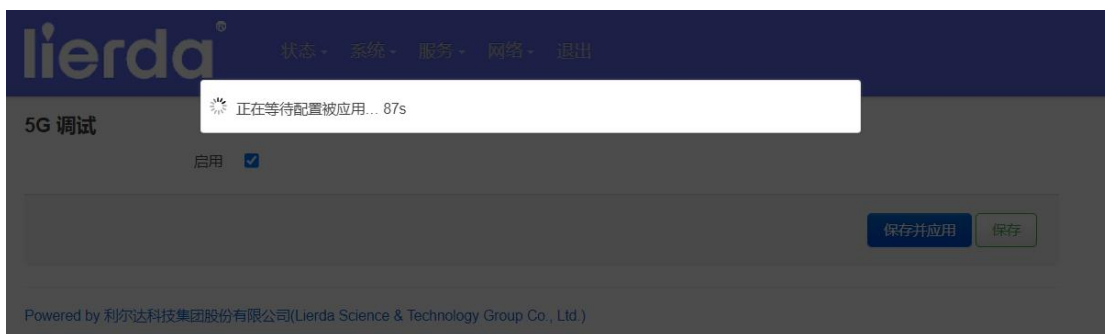 lierda®
状态 系统 服务 网络 退出
正在等待配置被应用… 87s
5G 调试
启用
保存并应用 保存
Powered by 利尔达科技集团股份有限公司(Lierda Science & Technology Group Co., Ltd.)